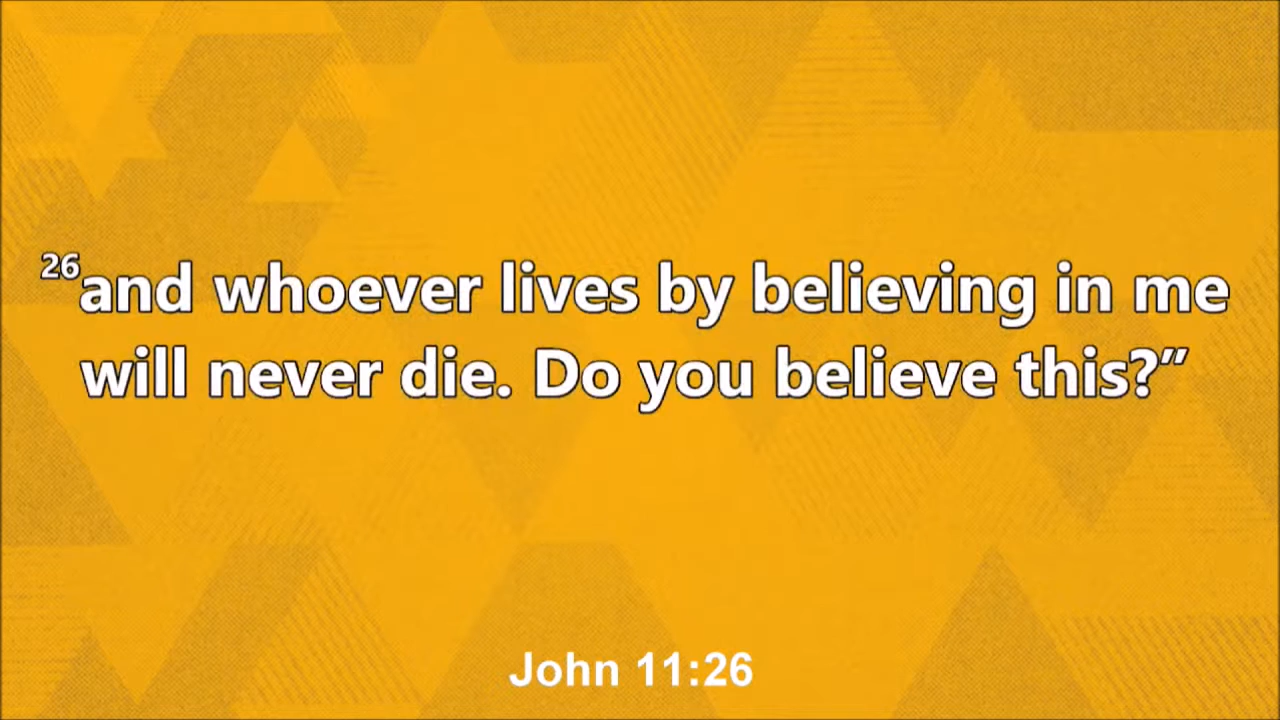 26and whoever lives by believing in me
will never die. Do you believe this?”
John 11:26